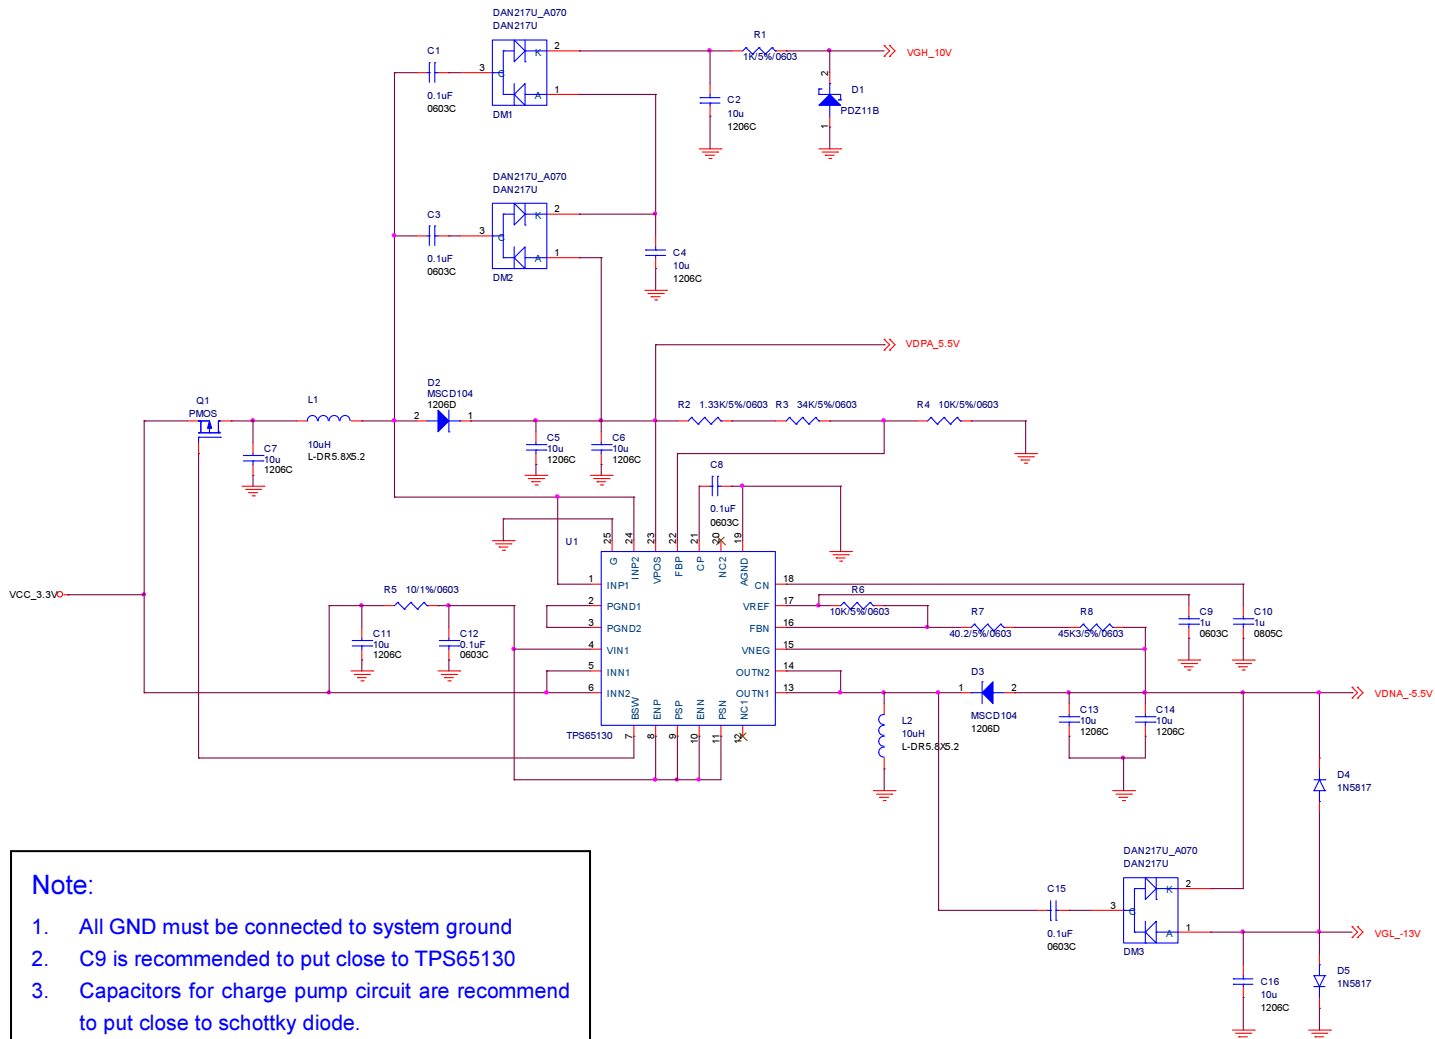 DAN217U_A070
DAN217U
C1
0.1uF
0603C
3
C
K
A
2
1
DM1
R1
1K/5%/0603
VGH_10V
C2
10u
1206C
2
1
D1
PDZ11B
DAN217U_A070
DAN217U
C3
0.1uF
0603C
3
C
K
A
2
1
DM2
C4
10u
1206C
VDPA_5.5V
Q1
PMOS
L1
10uH
L-DR5.8X5.2
C7
10u
1206C
D2
MSCD104
1206D
2
1
C5
10u
1206C
C6
10u
1206C
R2 1.33K/5%/0603
R3 34K/5%/0603
R4 10K/5%/0603
C8
0.1uF
0603C
U1
25
24
23
22
21
20
19
G
INP2
VPOS
FBP
CP
NC2
AGND
VCC_3.3V
R5 10/1%/0603
C11
10u
1206C
C12
0.1uF
0603C
1 INP1
2 PGND1
3 PGND2
4 VIN1
5 INN1
6 INN2
CN 18
VREF 17
FBN 16
VNEG 15
OUTN2 14
OUTN1 13
BSW
ENP
PSP
ENN
PSN
NC1
7
8
9
10
11
12
TPS65130
R6
10K/5%/0603
R7
40.2/5%/0603
R8
45K3/5%/0603
C9
1u
0603C
C10
1u
0805C
D3
1
2
MSCD104
1206D
L2
10uH
L-DR5.8X5.2
C13
10u
1206C
C14
10u
1206C
VDNA_-5.5V
D4
1N5817
DAN217U_A070
DAN217U
C15
0.1uF
0603C
3
C
K
A
2
1
DM3
VGL_-13V
C16
10u
1206C
D5
1N5817
Note:
1. All GND must be connected to system ground
2. C9 is recommended to put close to TPS65130
3. Capacitors for charge pump circuit are recommend
to put close to schottky diode.